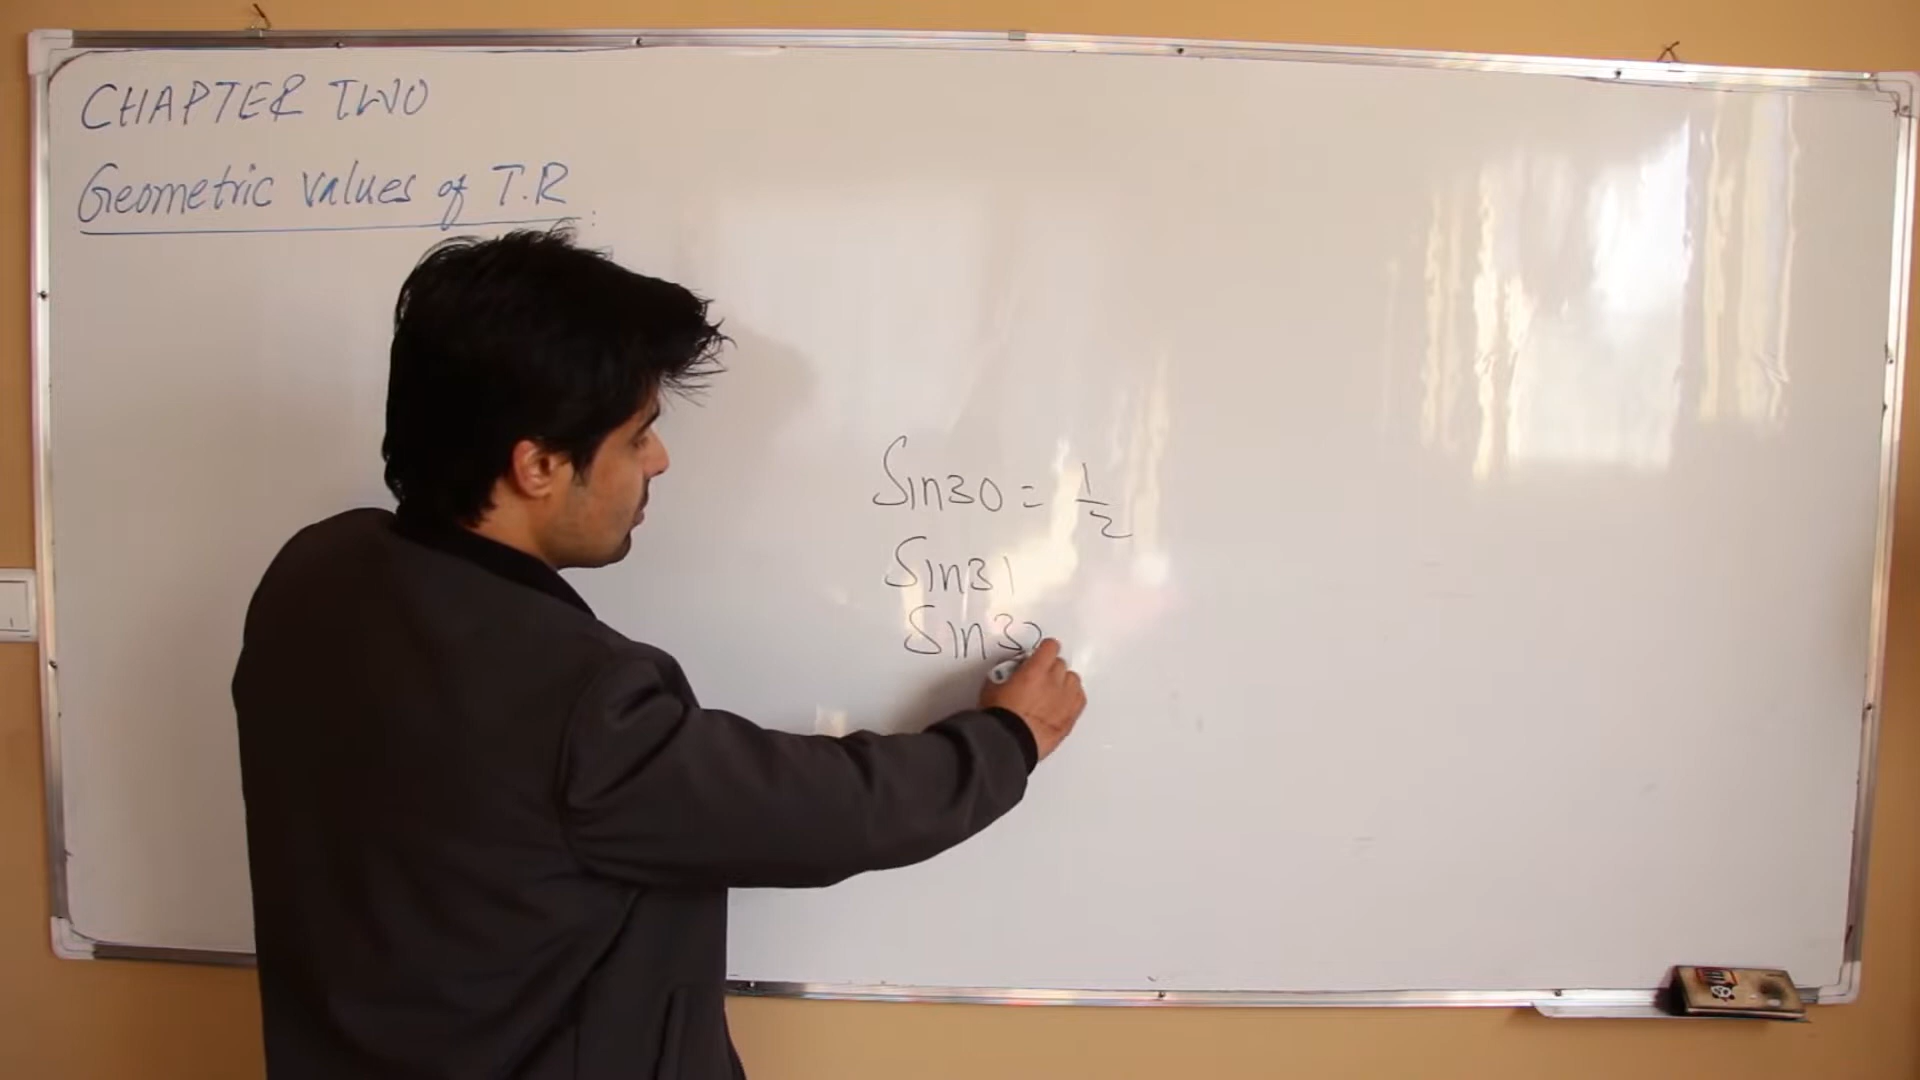 CHAPTER TWO
Geometric values of T.R :
Sin30 = 1/2
Sin31
Sin32